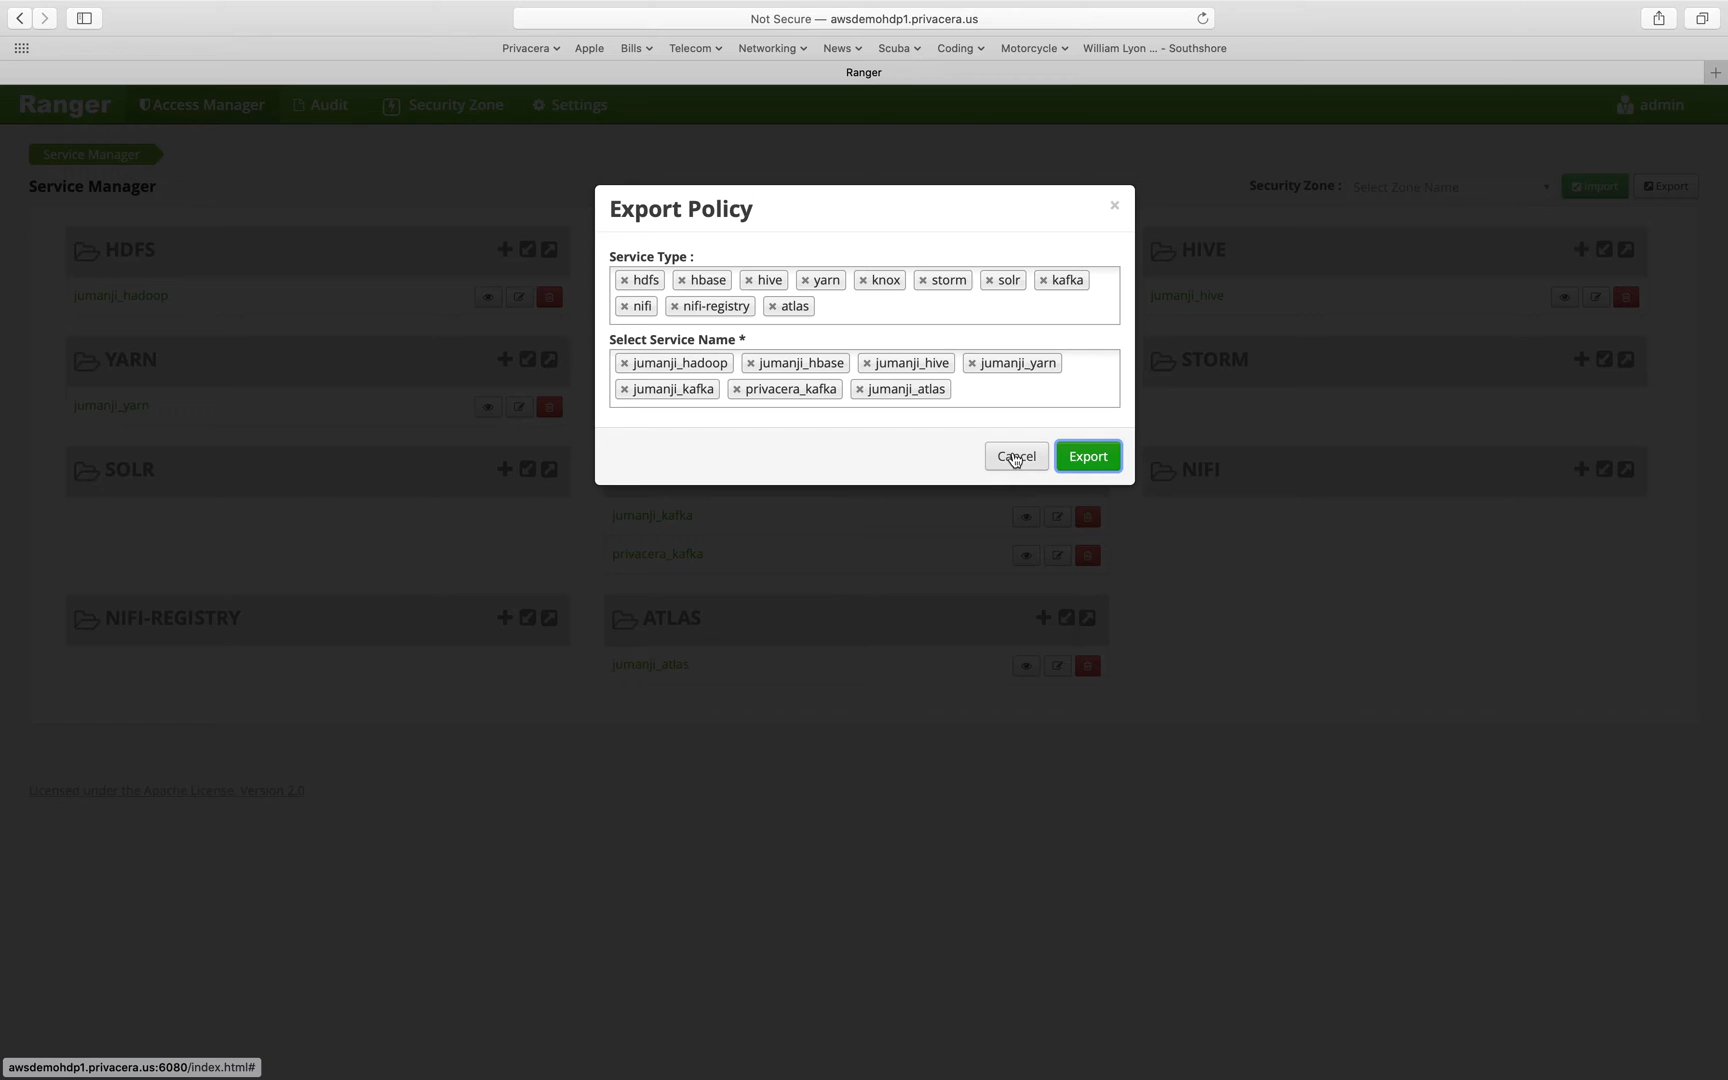 Not Secure — awsdemohdp1.privacera.us
Privacera Apple Bills Telecom Networking News Scuba Coding Motorcycle William Lyon ... - Southshore
Ranger
Ranger Access Manager Audit Security Zone Settings admin
Service Manager
Service Manager
Security Zone : Select Zone Name Import Export
Export Policy
×
Service Type :
× hdfs × hbase × hive × yarn × knox × storm × solr × kafka
× nifi × nifi-registry × atlas
Select Service Name *
× jumanji_hadoop × jumanji_hbase × jumanji_hive × jumanji_yarn
× jumanji_kafka × privacera_kafka × jumanji_atlas
Cancel Export
HDFS HIVE
jumanji_hadoop jumanji_hive
YARN STORM
jumanji_yarn
SOLR NIFI
jumanji_kafka
privacera_kafka
NIFI-REGISTRY ATLAS
jumanji_atlas
Licensed under the Apache License, Version 2.0
awsdemohdp1.privacera.us:6080/index.html#